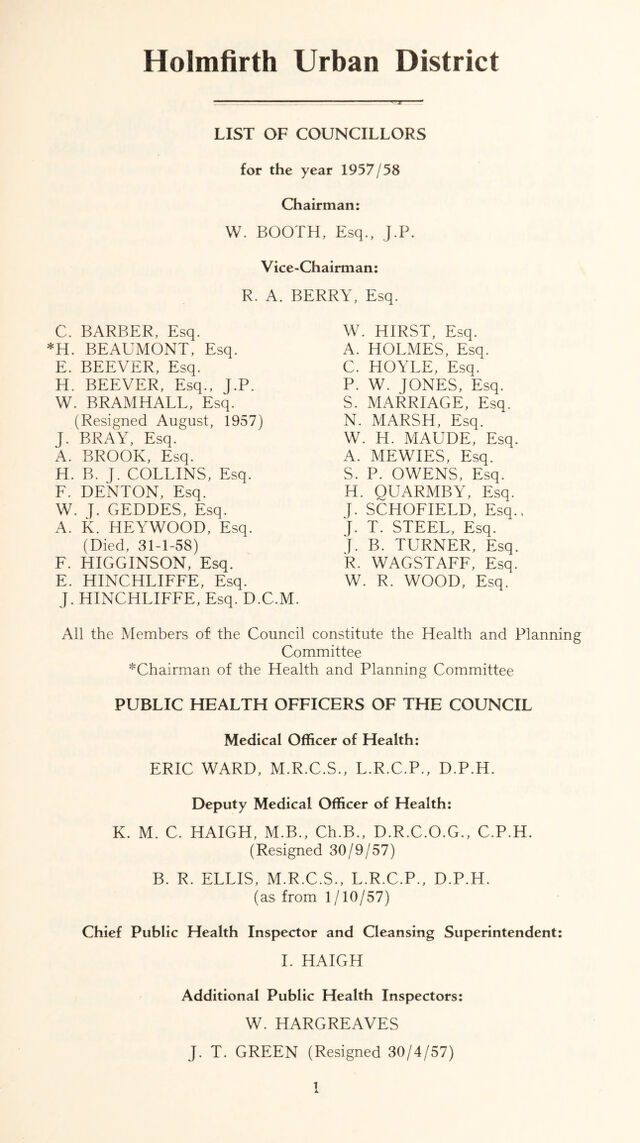 Holmfirth Urban District
LIST OF COUNCILLORS
for the year 1957/58
Chairman:
W. BOOTH, Esq., J.P.
Vice-Chairman:
R. A. BERRY, Esq.
C. BARBER, Esq.
*H. BEAUMONT, Esq.
E. BEEVER, Esq.
H. BEEVER, Esq., J.P.
W. BRAMHALL, Esq.
(Resigned August, 1957)
J. BRAY, Esq.
A. BROOK, Esq.
H. B. J. COLLINS, Esq.
F. DENTON, Esq.
W. J. GEDDES, Esq.
A. K. HEYWOOD, Esq.
(Died, 31-1-58)
F. HIGGINSON, Esq.
E. HINCHLIFFE, Esq.
J. HINCHLIFFE, Esq. D.C.M.
W. HIRST, Esq.
A. HOLMES, Esq.
C. HOYLE, Esq.
P. W. JONES, Esq.
S. MARRIAGE, Esq.
N. MARSH, Esq.
W. H. MAUDE, Esq.
A. MEWIES, Esq.
S. P. OWENS, Esq.
H. QUARMBY, Esq.
J. SCHOFIELD, Esq.,
J. T. STEEL, Esq.
J. B. TURNER, Esq.
R. WAGSTAFF, Esq.
W. R. WOOD, Esq.
All the Members of the Council constitute the Health and Planning
Committee
*Chairman of the Health and Planning Committee
PUBLIC HEALTH OFFICERS OF THE COUNCIL
Medical Officer of Health:
ERIC WARD, M.R.C.S., L.R.C.P., D.P.H.
Deputy Medical Officer of Health:
K. M. C. HAIGH, M.B., Ch.B., D.R.C.O.G., C.P.H.
(Resigned 30/9/57)
B. R. ELLIS, M.R.C.S., L.R.C.P., D.P.H.
(as from 1/10/57)
Chief Public Health Inspector and Cleansing Superintendent:
I. HAIGH
Additional Public Health Inspectors:
W. HARGREAVES
J. T. GREEN (Resigned 30/4/57)
1